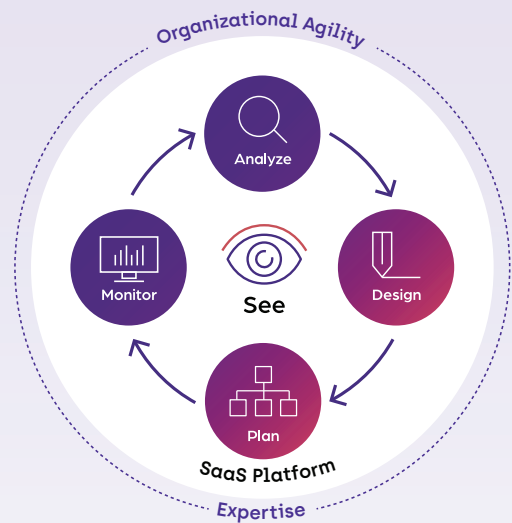 Organizational Agility
Analyze
Monitor
See
Design
Plan
SaaS Platform
Expertise